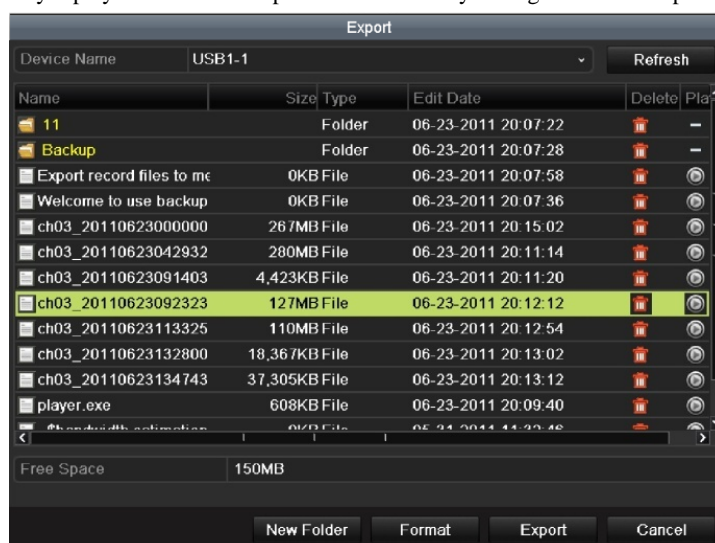 Export
Device Name USB1-1 Refresh
Name Size Type Edit Date Delete Pla
11 Folder 06-23-2011 20:07:22 –
Backup Folder 06-23-2011 20:07:28 –
Export record files to me 0KB File 06-23-2011 20:07:58
Welcome to use backup 0KB File 06-23-2011 20:07:36
ch03_20110623000000 267MB File 06-23-2011 20:15:02
ch03_20110623042932 280MB File 06-23-2011 20:11:14
ch03_20110623091403 4,423KB File 06-23-2011 20:11:20
ch03_20110623092323 127MB File 06-23-2011 20:12:12
ch03_20110623113325 110MB File 06-23-2011 20:12:54
ch03_20110623132800 18,367KB File 06-23-2011 20:13:02
ch03_20110623134743 37,305KB File 06-23-2011 20:13:12
player.exe 608KB File 06-23-2011 20:09:40
Free Space 150MB
New Folder Format Export Cancel